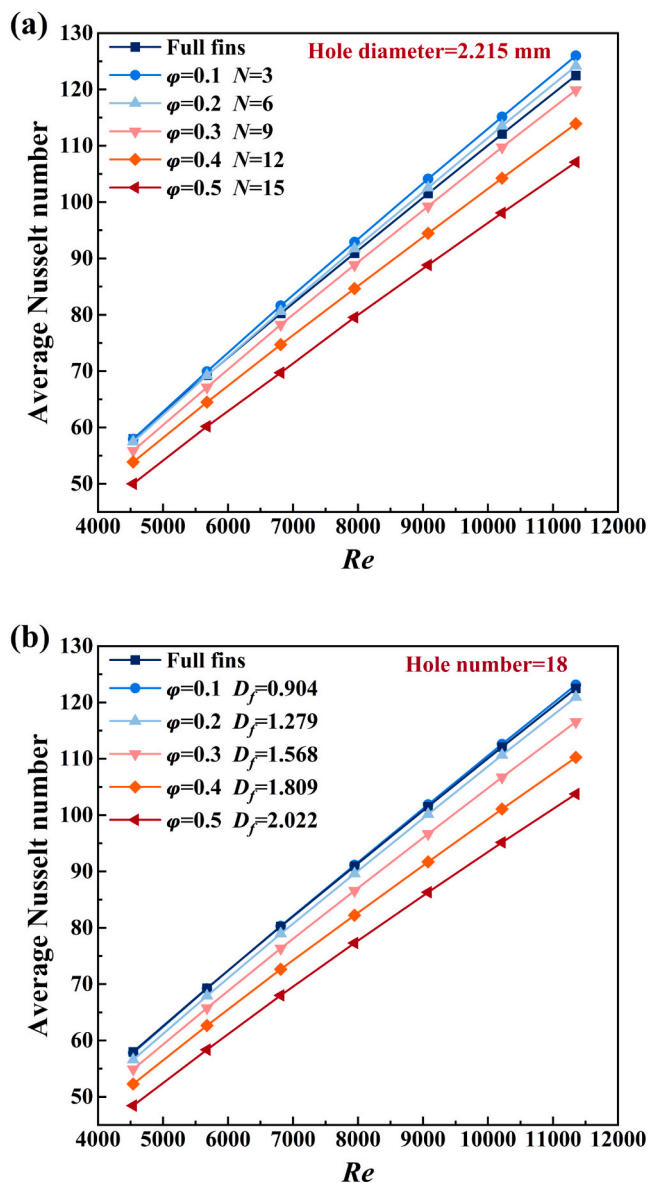 (a)
130
120
110
100
90
80
70
60
50
Average Nusselt number
Full fins
φ=0.1 N=3
φ=0.2 N=6
φ=0.3 N=9
φ=0.4 N=12
φ=0.5 N=15
Hole diameter=2.215 mm
4000 5000 6000 7000 8000 9000 10000 11000 12000
Re
(b)
130
120
110
100
90
80
70
60
50
Average Nusselt number
Full fins
φ=0.1 Df=0.904
φ=0.2 Df=1.279
φ=0.3 Df=1.568
φ=0.4 Df=1.809
φ=0.5 Df=2.022
Hole number=18
4000 5000 6000 7000 8000 9000 10000 11000 12000
Re